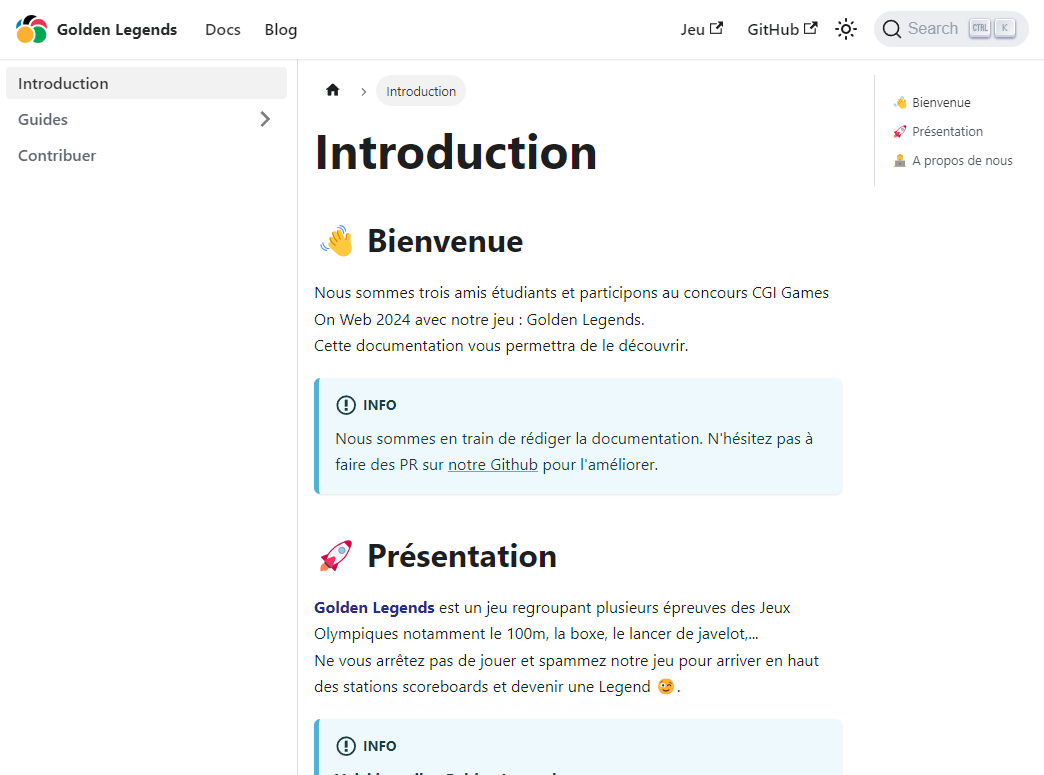 Golden Legends
Docs
Blog
Jeu
GitHub
Search
CTRL
K
Introduction
Guides
Contribuer
Introduction
Introduction
👋 Bienvenue
Nous sommes trois amis étudiants et participons au concours CGI Games
On Web 2024 avec notre jeu : Golden Legends.
Cette documentation vous permettra de le découvrir.
INFO
Nous sommes en train de rédiger la documentation. N'hésitez pas à
faire des PR sur notre Github pour l'améliorer.
🚀 Présentation
Golden Legends est un jeu regroupant plusieurs épreuves des Jeux
Olympiques notamment le 100m, la boxe, le lancer de javelot,...
Ne vous arrêtez pas de jouer et spammez notre jeu pour arriver en haut
des stations scoreboards et devenir une Legend 😉.
INFO
👋 Bienvenue
🚀 Présentation
🧑‍💻 A propos de nous